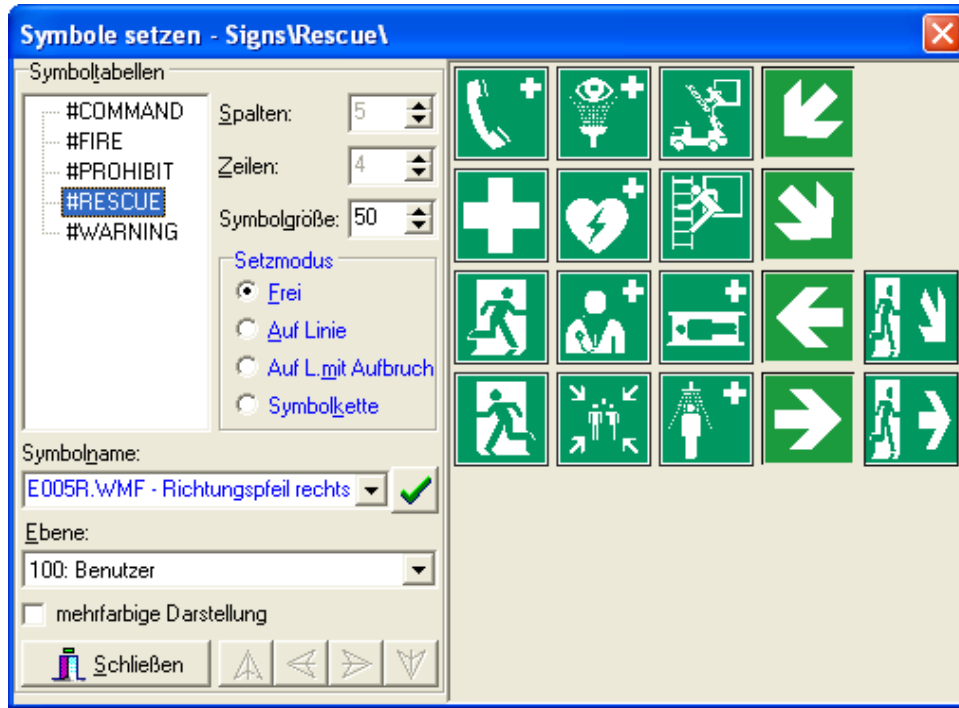 Symbole setzen - Signs\Rescue\
Symboltabellen
#COMMAND
#FIRE
#PROHIBIT
#RESCUE
#WARNING
Spalten: 5
Zeilen: 4
Symbolgröße: 50
Setzmodus
Frei
Auf Linie
Auf L.mit Aufbruch
Symbolkette
Symbolname:
E005R.WMF - Richtungspfeil rechts
Ebene:
100: Benutzer
mehrfarbige Darstellung
Schließen